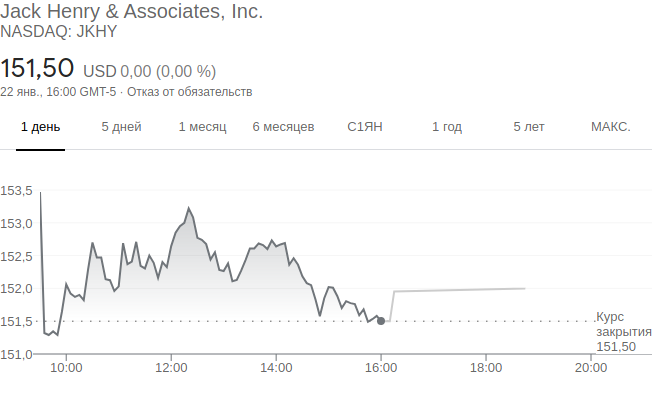 Jack Henry & Associates, Inc.
NASDAQ: JKHY
151,50 USD 0,00 (0,00 %)
22 янв., 16:00 GMT-5 · Отказ от обязательств
1 день 5 дней 1 месяц 6 месяцев С1ЯН 1 год 5 лет МАКС.
153,5
153,0
152,5
152,0
151,5
151,0
Курс
закрытия
151,50
10:00 12:00 14:00 16:00 18:00 20:00